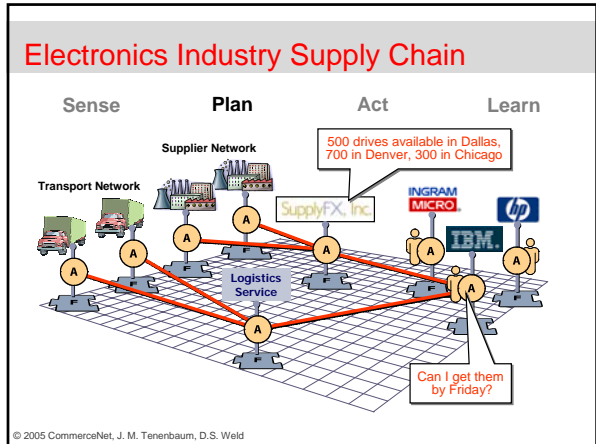 Electronics Industry Supply Chain
Sense
Plan
Act
Learn
Supplier Network
500 drives available in Dallas,
700 in Denver, 300 in Chicago
Transport Network
SupplyFX, Inc.
INGRAM
MICRO®
hp
IBM®
A
A
A
A
A
A
A
A
A
F
F
F
F
F
F
F
F
F
Logistics
Service
Can I get them
by Friday?
© 2005 CommerceNet, J. M. Tenenbaum, D.S. Weld